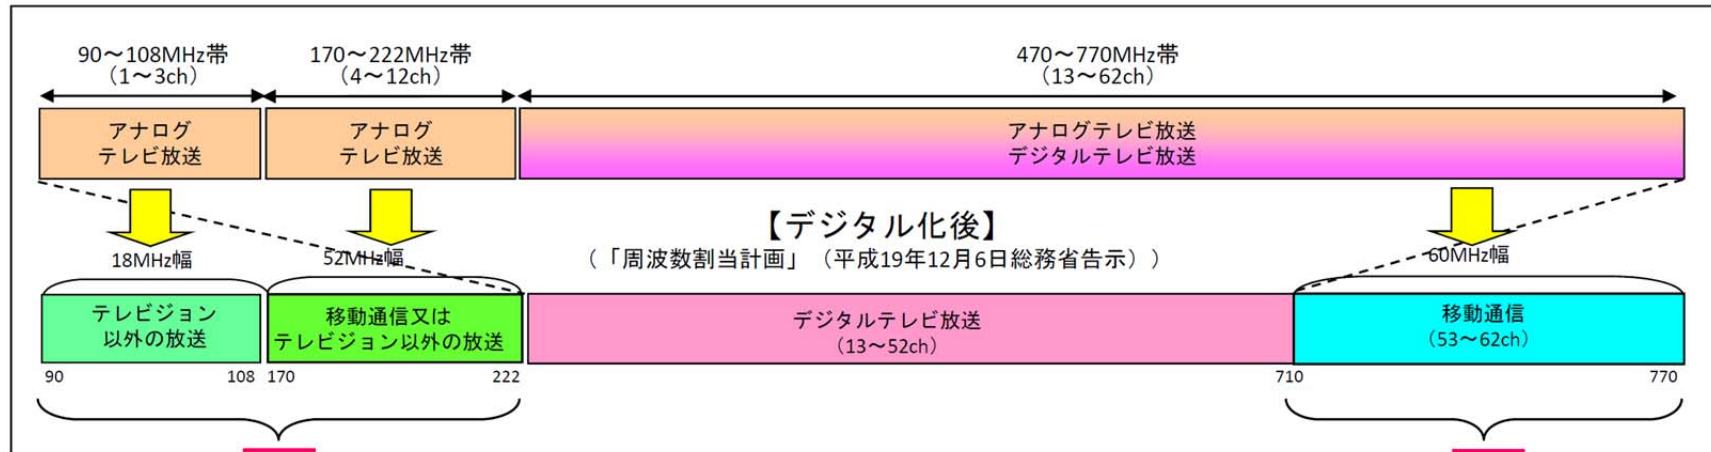 90～108MHz帯
（1～3ch）
170～222MHz帯
（4～12ch）
470～770MHz帯
（13～62ch）
アナログ
テレビ放送
アナログ
テレビ放送
アナログテレビ放送
デジタルテレビ放送
【デジタル化後】
（「周波数割当計画」（平成19年12月6日総務省告示））
18MHz幅
52MHz幅
60MHz幅
テレビジョン
以外の放送
移動通信又は
テレビジョン以外の放送
デジタルテレビ放送
（13～52ch）
移動通信
（53～62ch）
90
108
170
222
710
770